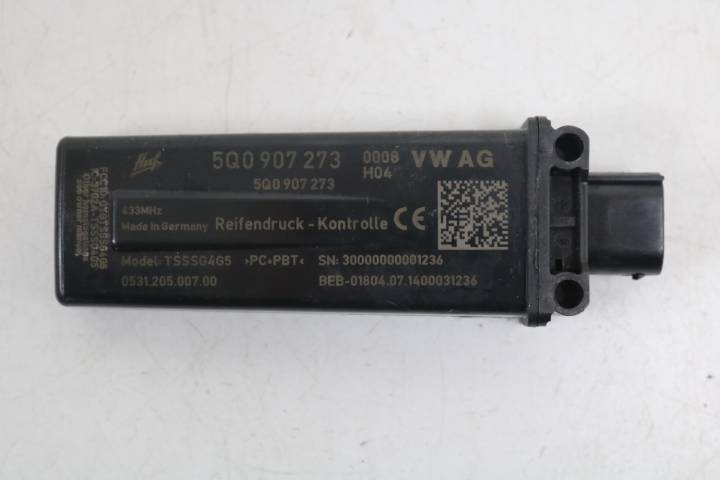 Huf
5Q0 907 273 0008 VW AG
5Q0 907 273 H04
433MHz
Made in Germany Reifendruck - Kontrolle CE
Model: TSSSG4G5 >PC+PBT< SN: 30000000001236
0531.205.007.00 BEB-01804.07.1400031236